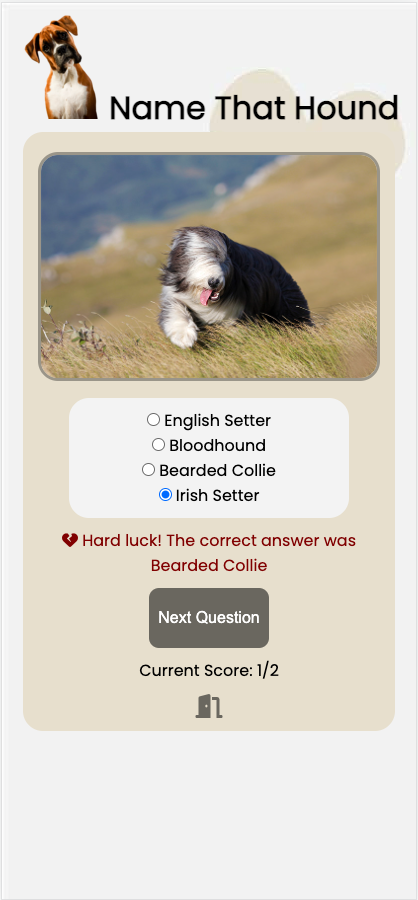 Name That Hound
English Setter
Bloodhound
Bearded Collie
Irish Setter
Hard luck! The correct answer was
Bearded Collie
Next Question
Current Score: 1/2